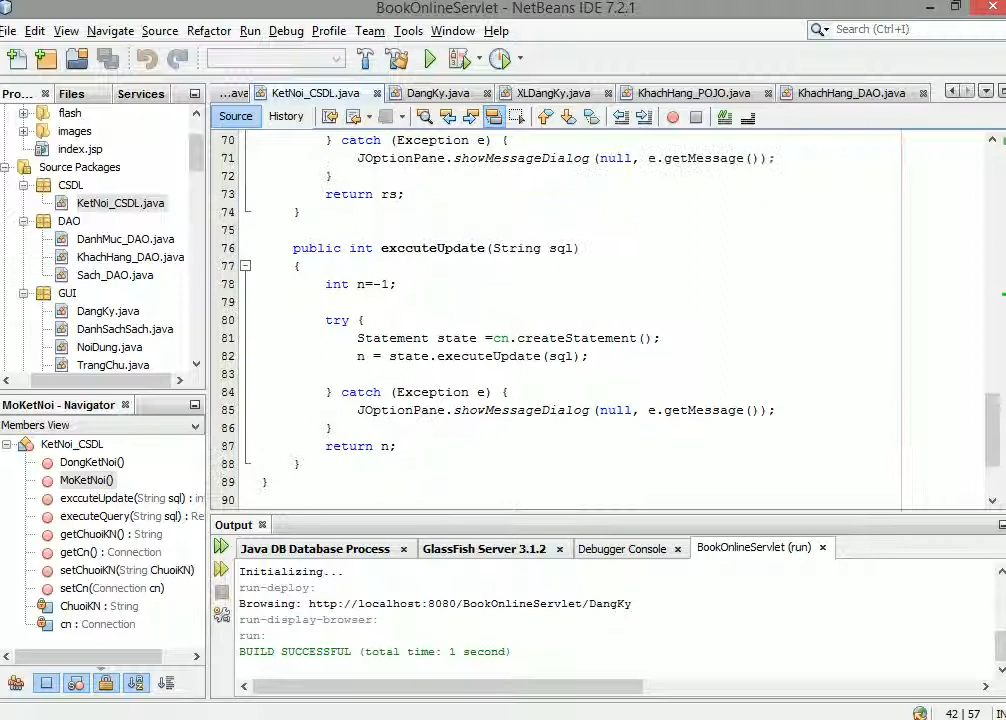 BookOnlineServlet - NetBeans IDE 7.2.1
File Edit View Navigate Source Refactor Run Debug Profile Team Tools Window Help
Search (Ctrl+I)
Pro... Files Services
...ava KetNoi_CSDL.java DangKy.java XLDangKy.java KhachHang_POJO.java KhachHang_DAO.java
Source History
flash
images
index.jsp
Source Packages
CSDL
KetNoi_CSDL.java
DAO
DanhMuc_DAO.java
KhachHang_DAO.java
Sach_DAO.java
GUI
DangKy.java
DanhSachSach.java
NoiDung.java
TrangChu.java
70 } catch (Exception e) {
71 JOptionPane.showMessageDialog(null, e.getMessage());
72 }
73 return rs;
74 }
75
76 public int exccuteUpdate(String sql)
77 {
78 int n=-1;
79
80 try {
81 Statement state =cn.createStatement();
82 n = state.executeUpdate(sql);
83
84 } catch (Exception e) {
85 JOptionPane.showMessageDialog(null, e.getMessage());
86 }
87 return n;
88 }
89 }
90
MoKetNoi - Navigator
Members View
KetNoi_CSDL
DongKetNoi()
MoKetNoi()
exccuteUpdate(String sql) : in
executeQuery(String sql) : Re
getChuoiKN() : String
getCn() : Connection
setChuoiKN(String ChuoiKN)
setCn(Connection cn)
ChuoiKN : String
cn : Connection
Output
Java DB Database Process GlassFish Server 3.1.2 Debugger Console BookOnlineServlet (run)
Initializing...
run-deploy:
Browsing: http://localhost:8080/BookOnlineServlet/DangKy
run-display-browser:
run:
BUILD SUCCESSFUL (total time: 1 second)
42 | 57 IN